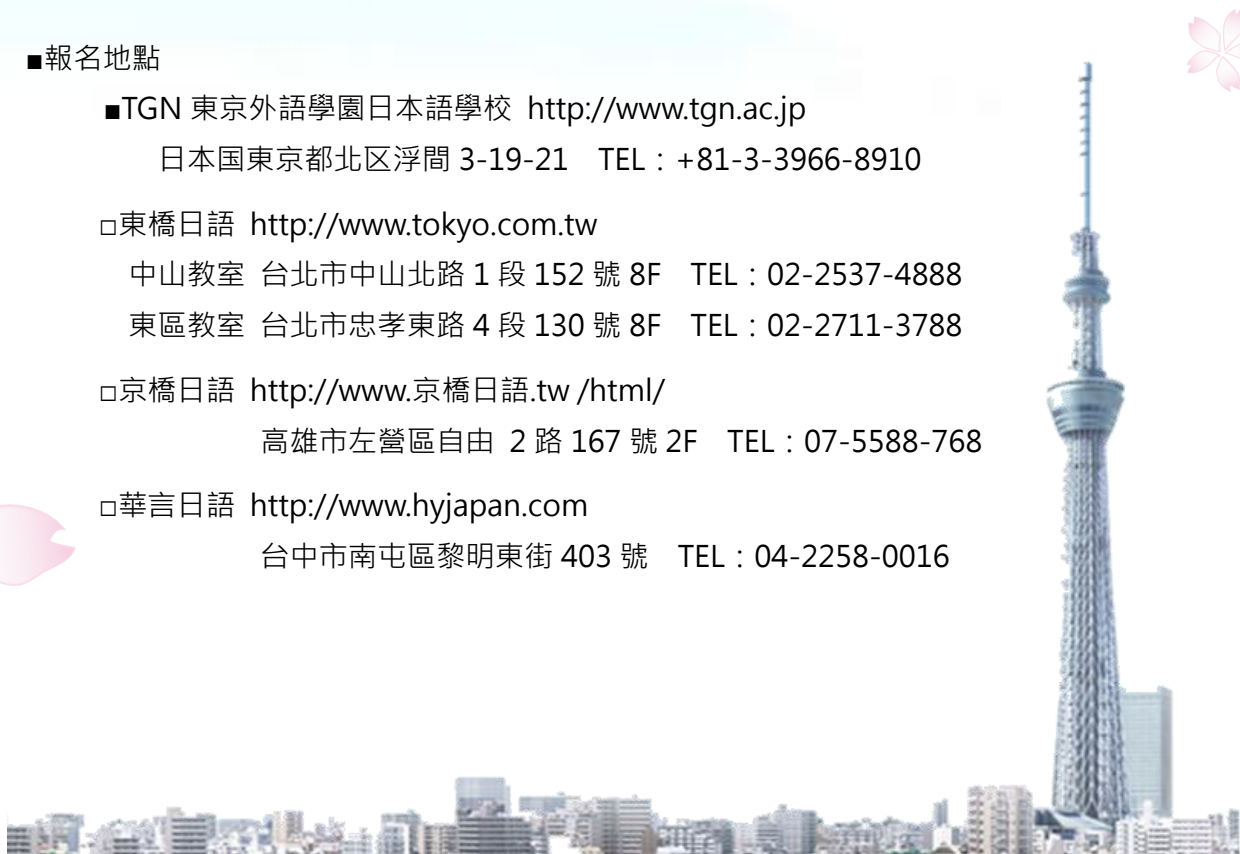 ■報名地點
■TGN 東京外語學園日本語學校 http://www.tgn.ac.jp
日本国東京都北区浮間 3-19-21 TEL：+81-3-3966-8910
□東橋日語 http://www.tokyo.com.tw
中山教室 台北市中山北路 1 段 152 號 8F TEL：02-2537-4888
東區教室 台北市忠孝東路 4 段 130 號 8F TEL：02-2711-3788
□京橋日語 http://www.京橋日語.tw /html/
高雄市左營區自由 2 路 167 號 2F TEL：07-5588-768
□華言日語 http://www.hyjapan.com
台中市南屯區黎明東街 403 號 TEL：04-2258-0016